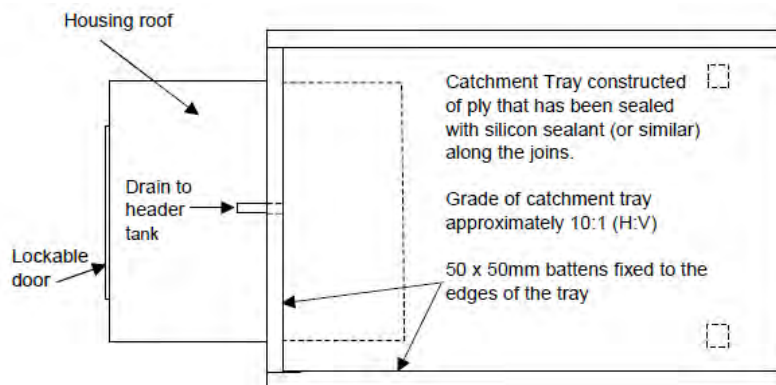 Housing roof
Catchment Tray constructed
of ply that has been sealed
with silicon sealant (or similar)
along the joins.
Drain to
header
tank
Grade of catchment tray
approximately 10:1 (H:V)
Lockable
door
50 x 50mm battens fixed to the
edges of the tray